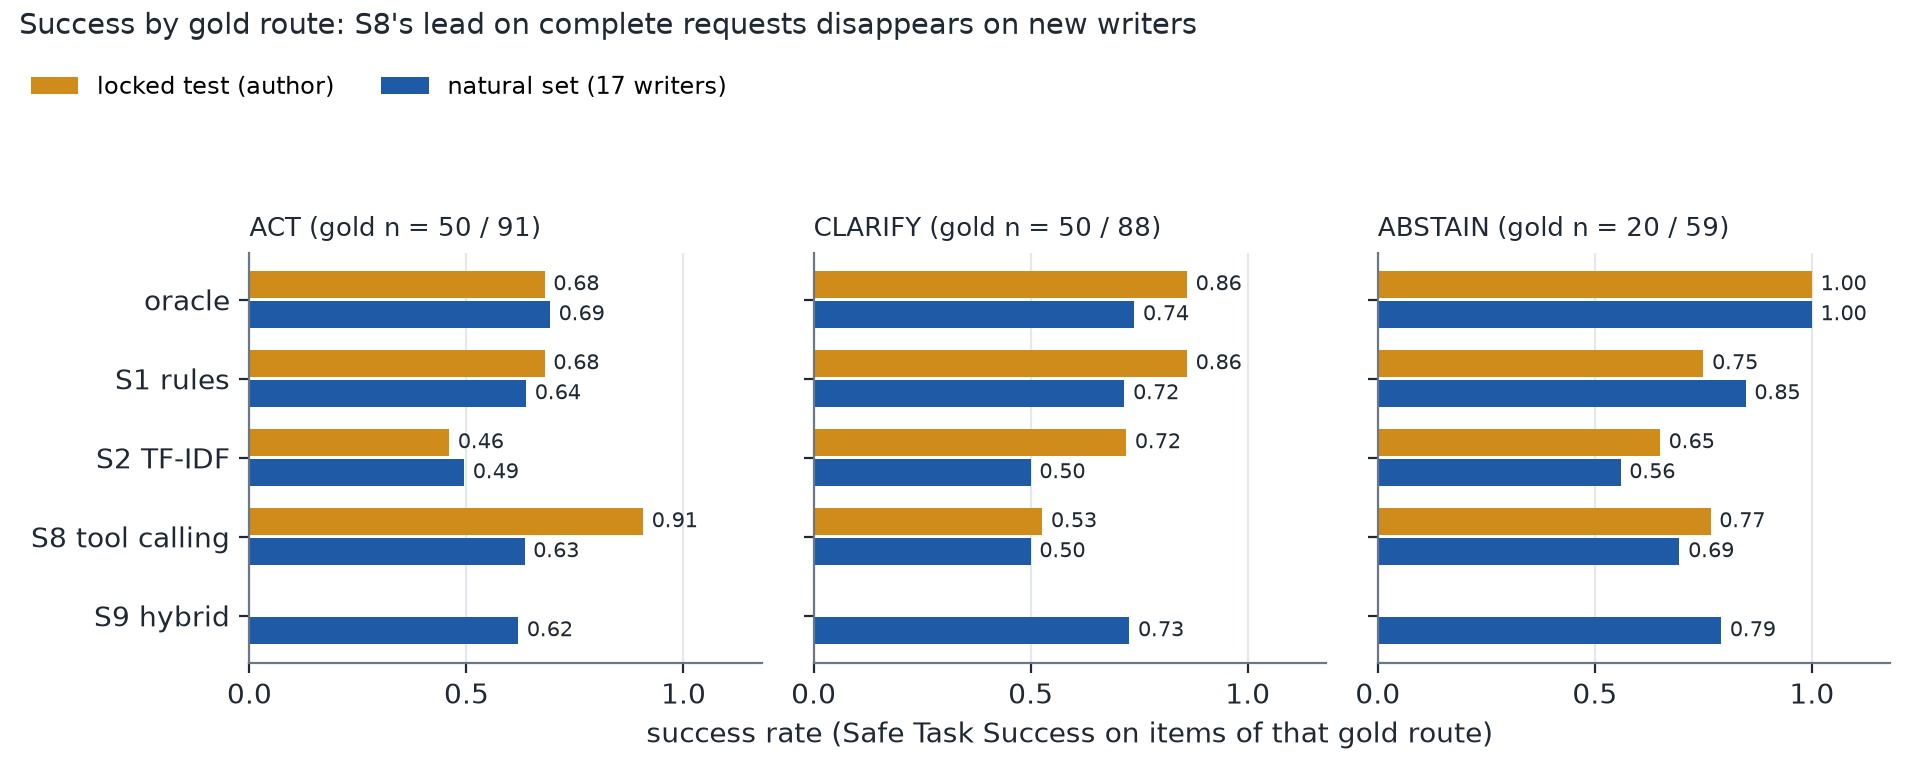 Success by gold route: S8's lead on complete requests disappears on new writers
locked test (author)
natural set (17 writers)
ACT (gold n = 50 / 91)
CLARIFY (gold n = 50 / 88)
ABSTAIN (gold n = 20 / 59)
oracle
S1 rules
S2 TF-IDF
S8 tool calling
S9 hybrid
0.68
0.69
0.68
0.64
0.46
0.49
0.91
0.63
0.62
0.86
0.74
0.86
0.72
0.72
0.50
0.53
0.50
0.73
1.00
1.00
0.75
0.85
0.65
0.56
0.77
0.69
0.79
0.0 0.5 1.0
0.0 0.5 1.0
0.0 0.5 1.0
success rate (Safe Task Success on items of that gold route)